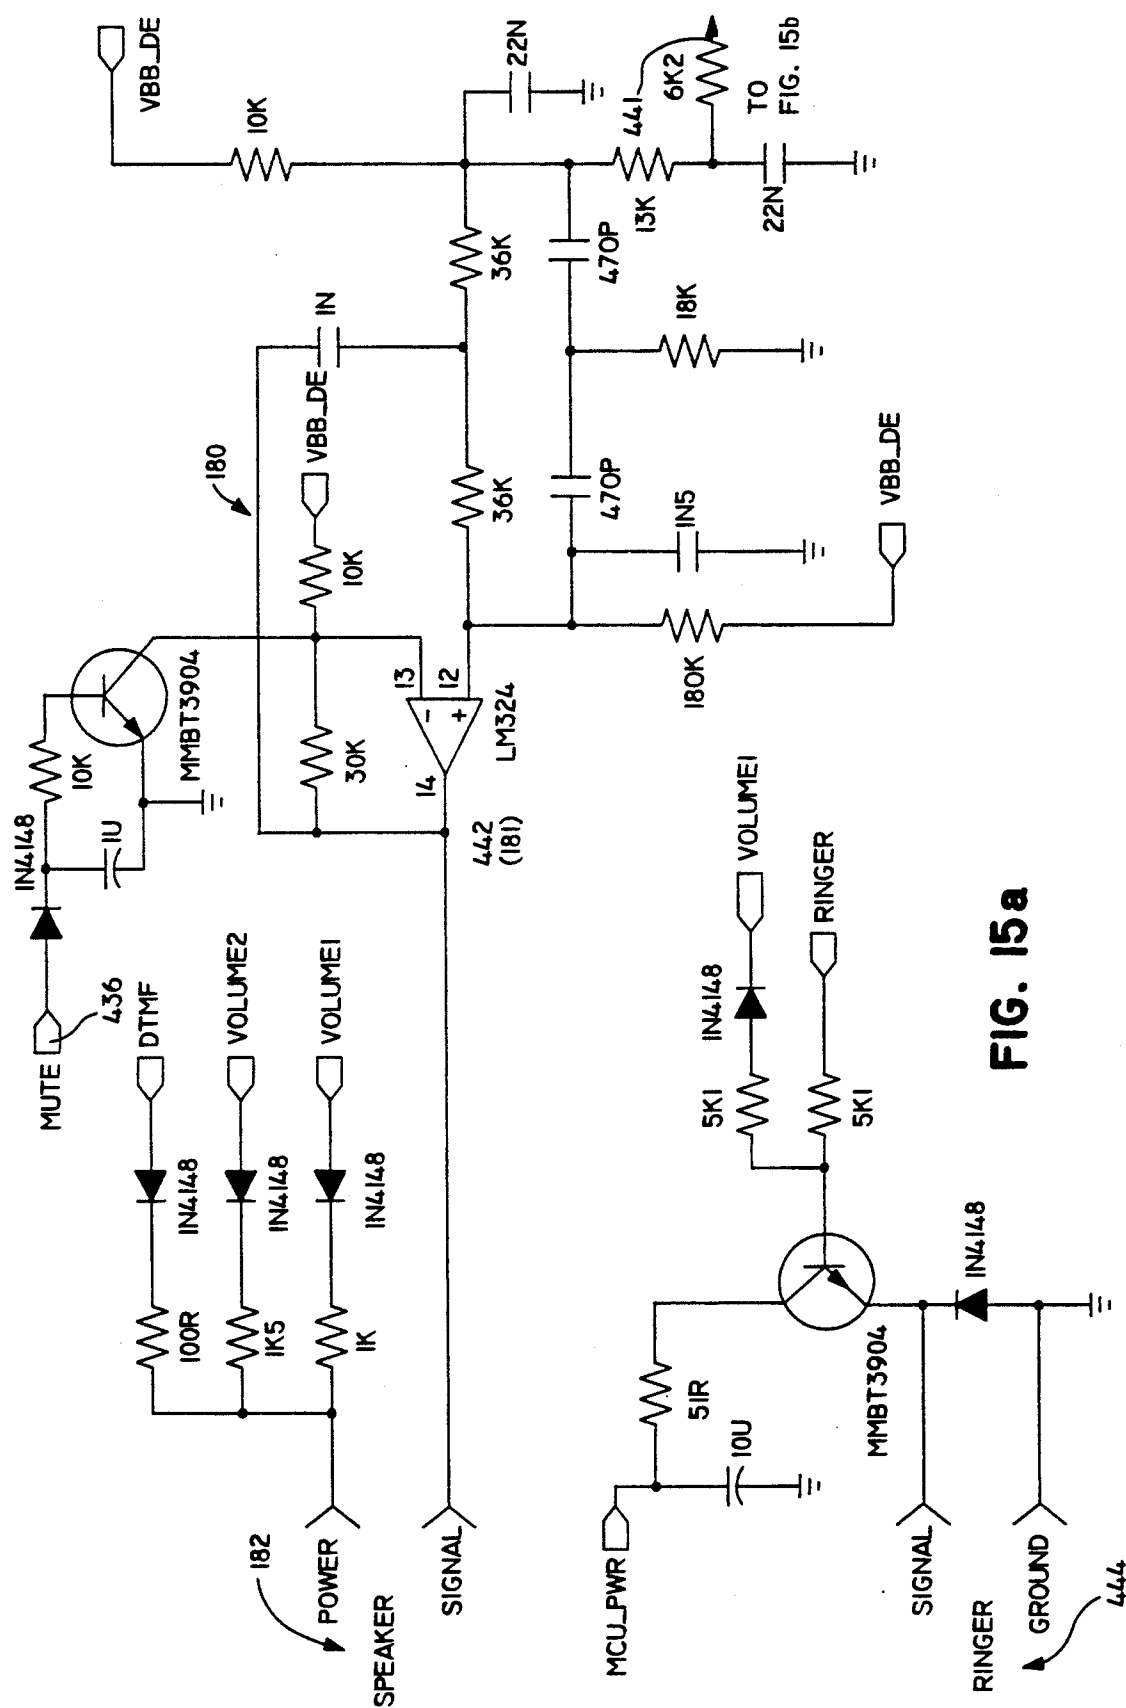 MUTE
436
IN4148
1U
10K
MMBT3904
VBB_DE
10K
22N
180
DTMF
IN4148
100R
VOLUME2
IN4148
1K5
VOLUME1
IN4148
1K
182
POWER
SPEAKER
SIGNAL
30K
10K
VBB_DE
1N
14
13
12
-
+
LM324
442
(181)
36K
36K
470P
470P
441
13K
6K2
TO
FIG. 15b
22N
18K
1N5
180K
VBB_DE
MCU_PWR
10U
51R
MMBT3904
5K1
IN4148
VOLUME1
5K1
RINGER
IN4148
SIGNAL
RINGER
GROUND
444
FIG. 15a